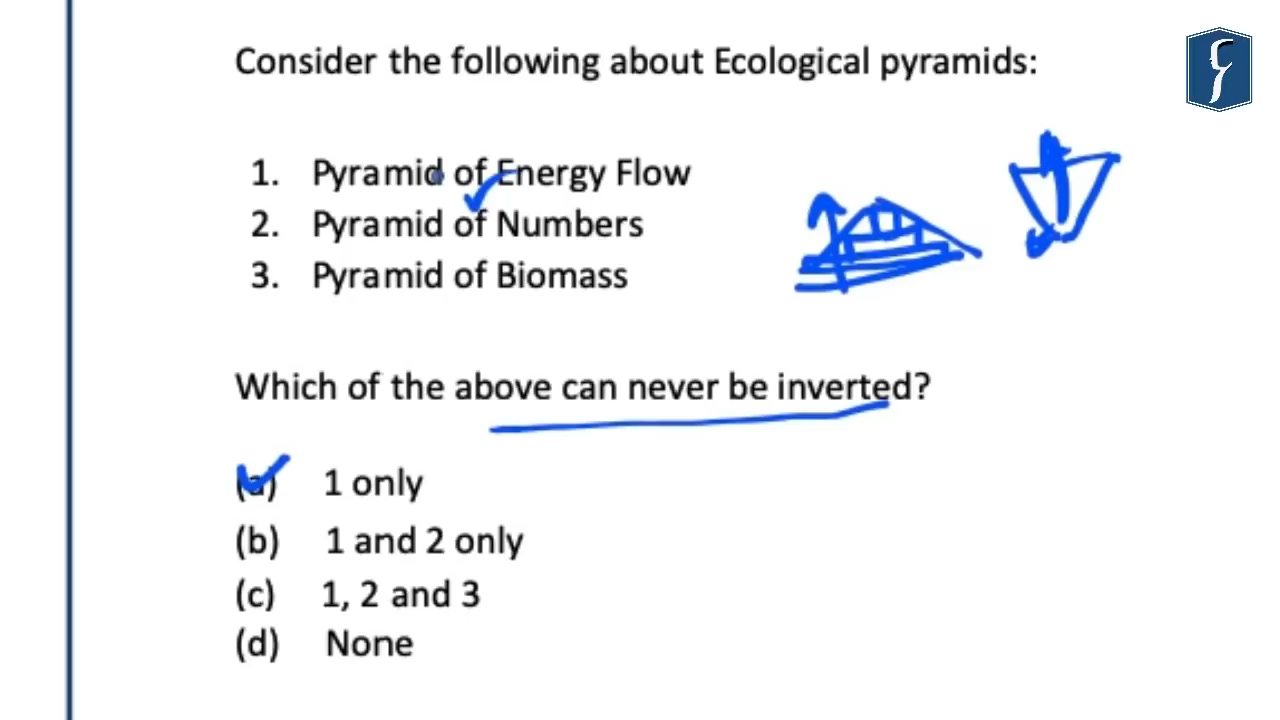 Consider the following about Ecological pyramids:
1. Pyramid of Energy Flow
2. Pyramid of Numbers
3. Pyramid of Biomass
Which of the above can never be inverted?
(a) 1 only
(b) 1 and 2 only
(c) 1, 2 and 3
(d) None